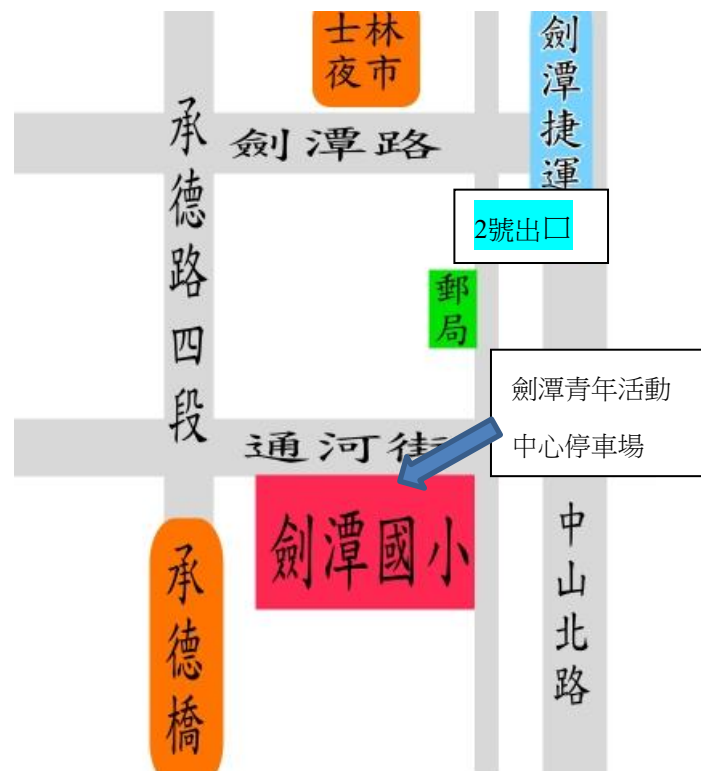 士林
夜市
劍潭捷運
承德路四段
劍潭路
2號出口
郵局
劍潭青年活動
中心停車場
通河街
劍潭國小
中山北路
承德橋